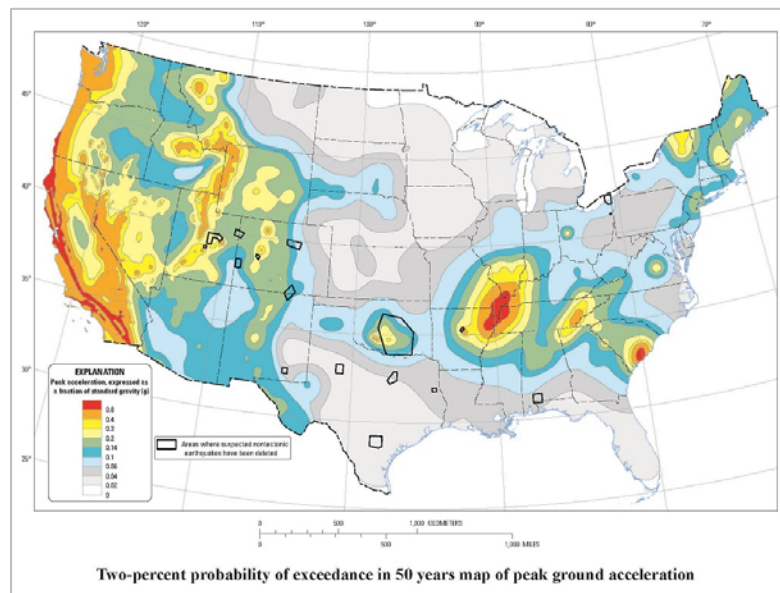 120°
110°
100°
90°
80°
70°
45°
40°
35°
30°
25°
EXPLANATION
Peak acceleration, expressed as
a fraction of standard gravity (g)
0.8
0.4
0.3
0.2
0.14
0.1
0.06
0.04
0.02
0
Areas where suspected nontectonic
earthquakes have been deleted
0 500 1,000 KILOMETERS
0 500 1,000 MILES
Two-percent probability of exceedance in 50 years map of peak ground acceleration